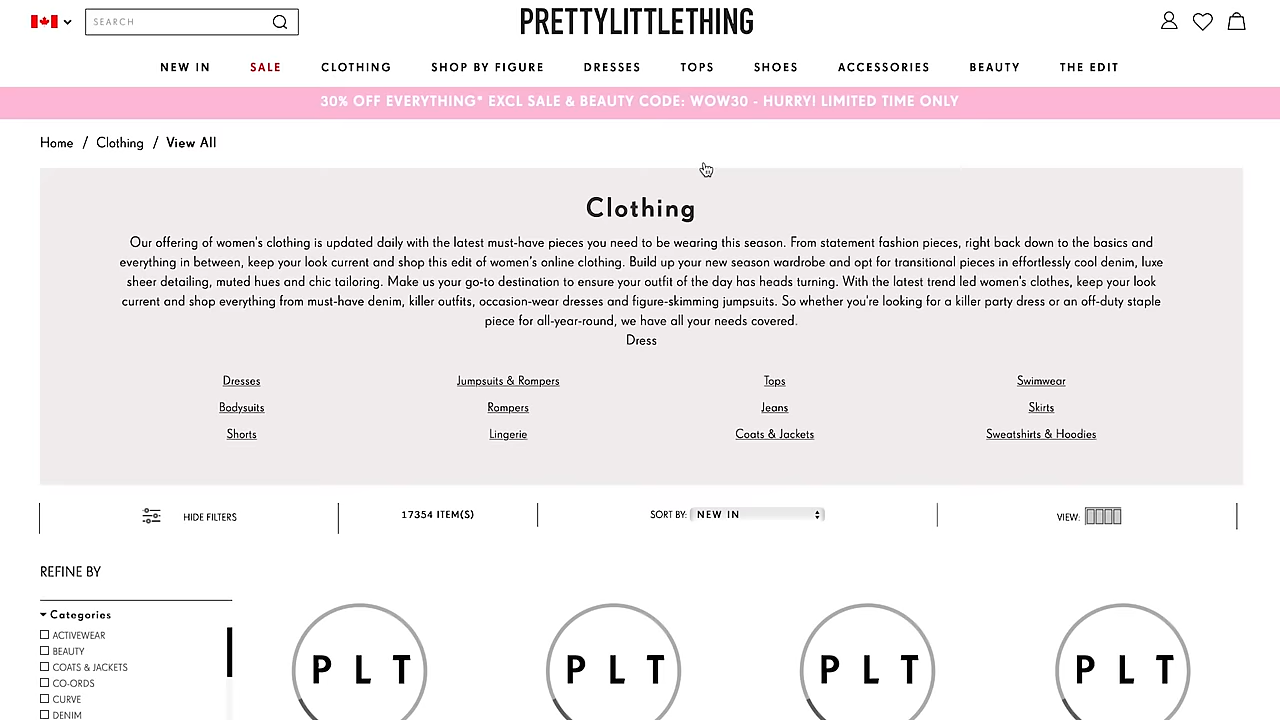 SEARCH
PRETTYLITTLETHING
NEW IN SALE CLOTHING SHOP BY FIGURE DRESSES TOPS SHOES ACCESSORIES BEAUTY THE EDIT
30% OFF EVERYTHING* EXCL SALE & BEAUTY CODE: WOW30 - HURRY! LIMITED TIME ONLY
Home / Clothing / View All
Clothing
Our offering of women's clothing is updated daily with the latest must-have pieces you need to be wearing this season. From statement fashion pieces, right back down to the basics and
everything in between, keep your look current and shop this edit of women's online clothing. Build up your new season wardrobe and opt for transitional pieces in effortlessly cool denim, luxe
sheer detailing, muted hues and chic tailoring. Make us your go-to destination to ensure your outfit of the day has heads turning. With the latest trend led women's clothes, keep your look
current and shop everything from must-have denim, killer outfits, occasion-wear dresses and figure-skimming jumpsuits. So whether you're looking for a killer party dress or an off-duty staple
piece for all-year-round, we have all your needs covered.
Dress
Dresses Jumpsuits & Rompers Tops Swimwear
Bodysuits Rompers Jeans Skirts
Shorts Lingerie Coats & Jackets Sweatshirts & Hoodies
HIDE FILTERS 17354 ITEM(S) SORT BY: NEW IN VIEW:
REFINE BY
Categories
ACTIVEWEAR
BEAUTY
COATS & JACKETS
CO-ORDS
CURVE
DENIM
PLT PLT PLT PLT